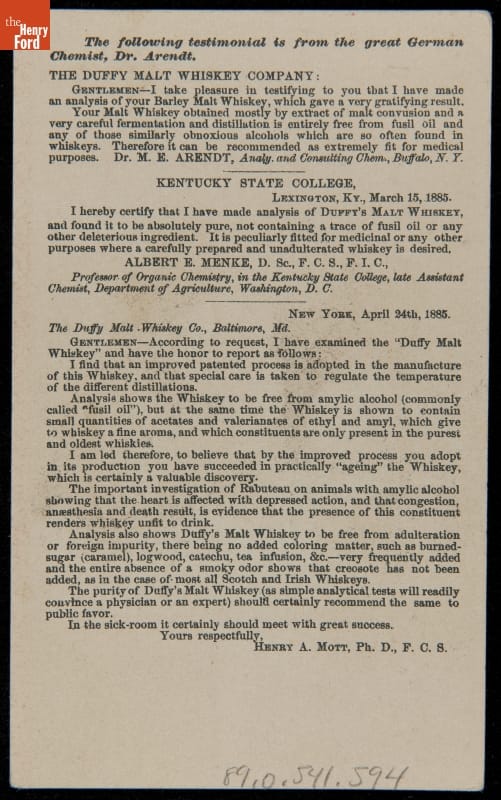 the
Henry
Ford
The following testimonial is from the great German
Chemist, Dr. Arendt.
THE DUFFY MALT WHISKEY COMPANY:
GENTLEMEN—I take pleasure in testifying to you that I have made
an analysis of your Barley Malt Whiskey, which gave a very gratifying result.
Your Malt Whiskey obtained mostly by extract of malt convusion and a
very careful fermentation and distillation is entirely free from fusil oil and
any of those similarly obnoxious alcohols which are so often found in
whiskeys. Therefore it can be recommended as extremely fit for medical
purposes. Dr. M. E. ARENDT, Analy. and Consulting Chem., Buffalo, N. Y.
KENTUCKY STATE COLLEGE,
LEXINGTON, KY., March 15, 1885.
I hereby certify that I have made analysis of DUFFY'S MALT WHISKEY,
and found it to be absolutely pure, not containing a trace of fusil oil or any
other deleterious ingredient. It is peculiarly fitted for medicinal or any other
purposes where a carefully prepared and unadulterated whiskey is desired.
ALBERT E. MENKE, D. Sc., F. C. S., F. I. C.,
Professor of Organic Chemistry, in the Kentucky State College, late Assistant
Chemist, Department of Agriculture, Washington, D. C.
NEW YORK, April 24th, 1885.
The Duffy Malt Whiskey Co., Baltimore, Md.
GENTLEMEN—According to request, I have examined the "Duffy Malt
Whiskey" and have the honor to report as follows:
I find that an improved patented process is adopted in the manufacture
of this Whiskey, and that special care is taken to regulate the temperature
of the different distillations.
Analysis shows the Whiskey to be free from amylic alcohol (commonly
called "fusil oil"), but at the same time the Whiskey is shown to contain
small quantities of acetates and valerianates of ethyl and amyl, which give
to whiskey a fine aroma, and which constituents are only present in the purest
and oldest whiskies.
I am led therefore, to believe that by the improved process you adopt
in its production you have succeeded in practically "ageing" the Whiskey,
which is certainly a valuable discovery.
The important investigation of Rabuteau on animals with amylic alcohol
showing that the heart is affected with depressed action, and that congestion,
anæsthesia and death result, is evidence that the presence of this constituent
renders whiskey unfit to drink.
Analysis also shows Duffy's Malt Whiskey to be free from adulteration
or foreign impurity, there being no added coloring matter, such as burned-
sugar (caramel), logwood, catechu, tea infusion, &c.—very frequently added
and the entire absence of a smoky odor shows that creosote has not been
added, as in the case of most all Scotch and Irish Whiskeys.
The purity of Duffy's Malt Whiskey (as simple analytical tests will readily
convince a physician or an expert) should certainly recommend the same to
public favor.
In the sick-room it certainly should meet with great success.
Yours respectfully,
HENRY A. MOTT, Ph. D., F. C. S.
89.0.541.594